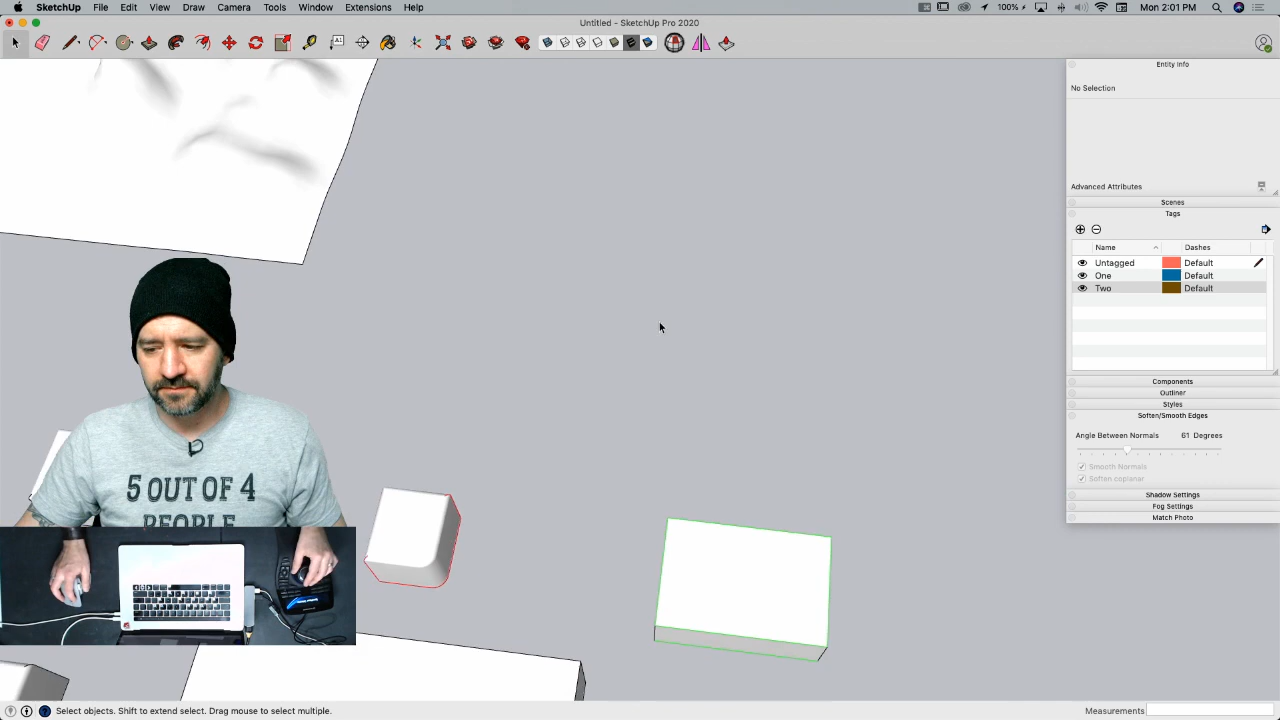 SketchUp File Edit View Draw Camera Tools Window Extensions Help
100% Mon 2:01 PM
Untitled - SketchUp Pro 2020
Entity Info
No Selection
Advanced Attributes
Scenes
Tags
Name Dashes
Untagged Default
One Default
Two Default
Components
Outliner
Styles
Soften/Smooth Edges
Angle Between Normals 61 Degrees
Smooth Normals
Soften coplanar
Shadow Settings
Fog Settings
Match Photo
5 OUT OF 4
PEOPLE
Select objects. Shift to extend select. Drag mouse to select multiple.
Measurements